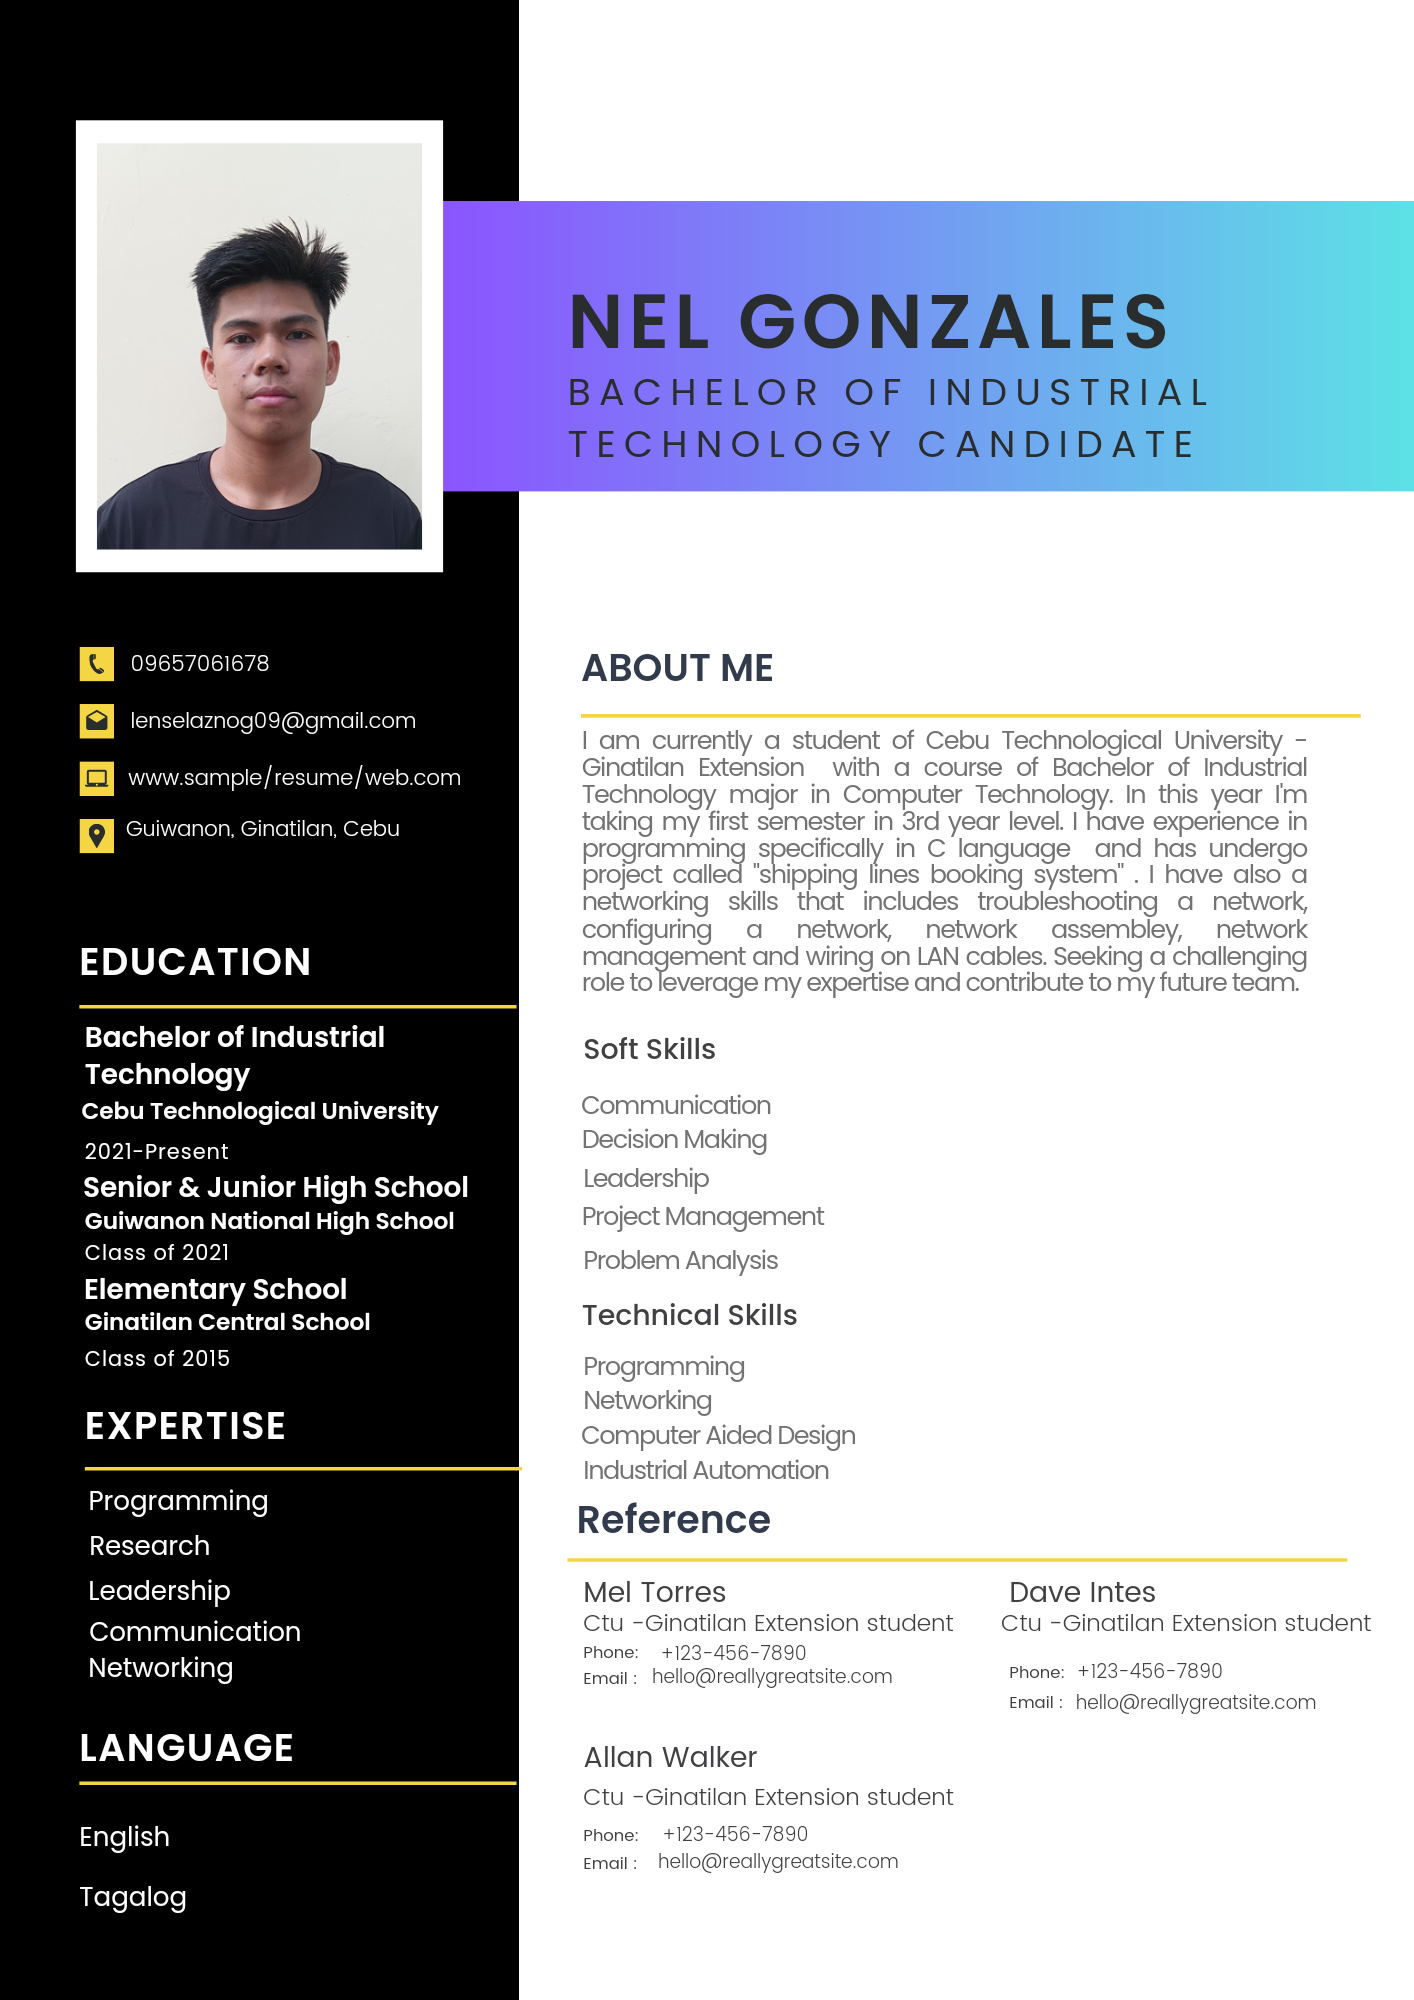 NEL GONZALES
BACHELOR OF INDUSTRIAL
TECHNOLOGY CANDIDATE
09657061678
lenselaznog09@gmail.com
www.sample/resume/web.com
Guiwanon, Ginatilan, Cebu
EDUCATION
Bachelor of Industrial
Technology
Cebu Technological University
2021-Present
Senior & Junior High School
Guiwanon National High School
Class of 2021
Elementary School
Ginatilan Central School
Class of 2015
EXPERTISE
Programming
Research
Leadership
Communication
Networking
LANGUAGE
English
Tagalog
ABOUT ME
I am currently a student of Cebu Technological University -
Ginatilan Extension with a course of Bachelor of Industrial
Technology major in Computer Technology. In this year I'm
taking my first semester in 3rd year level. I have experience in
programming specifically in C language and has undergo
project called "shipping lines booking system" . I have also a
networking skills that includes troubleshooting a network,
configuring a network, network assembley, network
management and wiring on LAN cables. Seeking a challenging
role to leverage my expertise and contribute to my future team.
Soft Skills
Communication
Decision Making
Leadership
Project Management
Problem Analysis
Technical Skills
Programming
Networking
Computer Aided Design
Industrial Automation
Reference
Mel Torres
Ctu -Ginatilan Extension student
Phone: +123-456-7890
Email : hello@reallygreatsite.com
Dave Intes
Ctu -Ginatilan Extension student
Phone: +123-456-7890
Email : hello@reallygreatsite.com
Allan Walker
Ctu -Ginatilan Extension student
Phone: +123-456-7890
Email : hello@reallygreatsite.com